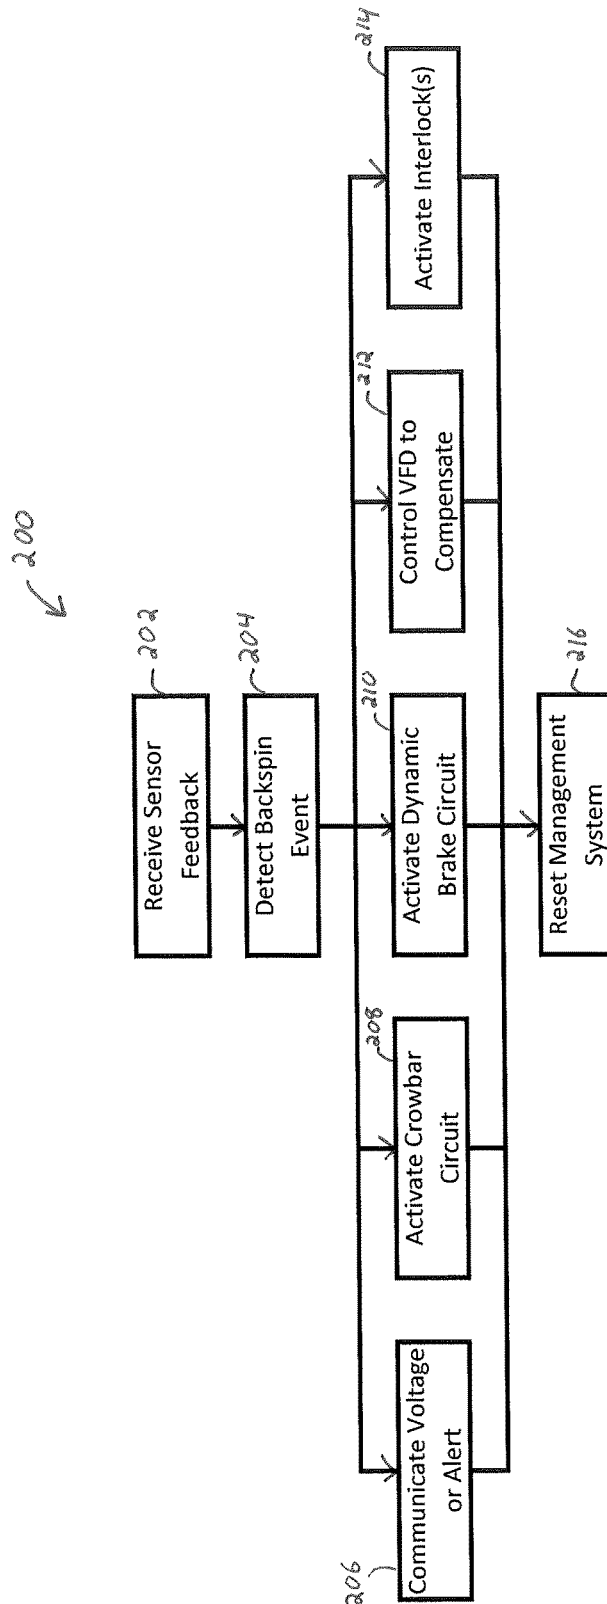 200
202
Receive Sensor
Feedback
204
Detect Backspin
Event
206
Communicate Voltage
or Alert
208
Activate Crowbar
Circuit
210
Activate Dynamic
Brake Circuit
212
Control VFD to
Compensate
214
Activate Interlock(s)
216
Reset Management
System